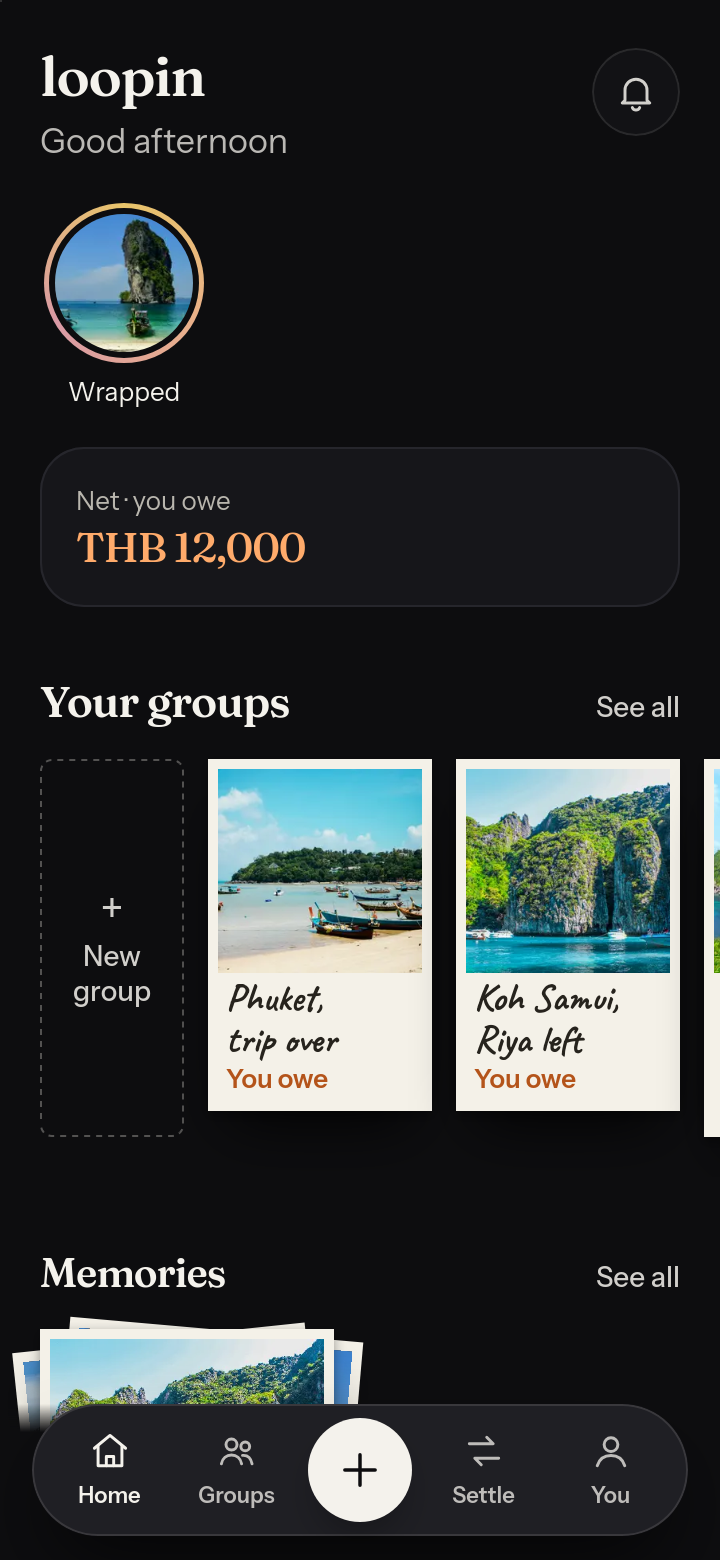 loopin
Good afternoon
Wrapped
Net · you owe
THB 12,000
Your groups
See all
+
New
group
Phuket,
trip over
You owe
Koh Samui,
Riya left
You owe
Memories
See all
Home
Groups
Settle
You